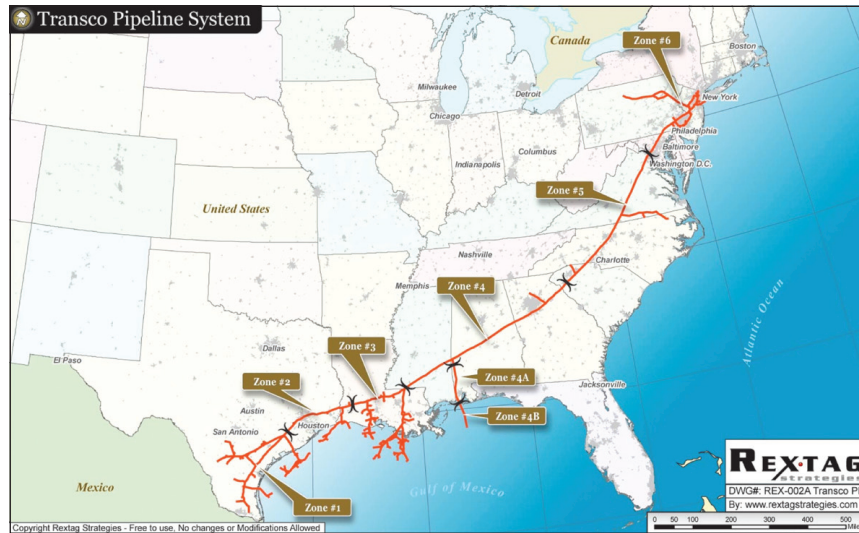 Transco Pipeline System
Canada
Zone #6
Boston
Milwaukee
Detroit
New York
Chicago
Philadelphia
Columbus
Baltimore
Indianapolis
Washington D.C.
Zone #5
United States
Nashville
Charlotte
Memphis
Zone #4
Atlantic Ocean
Dallas
Zone #3
El Paso
Zone #4A
Jacksonville
Zone #2
Austin
Houston
Zone #4B
San Antonio
REXTAG
strategies
Mexico
Gulf of Mexico
DWG#: REX-002A Transco Pi
By: www.rextagstrategies.com
Zone #1
0 50 100 200 300 400 500
Mile
Copyright Rextag Strategies - Free to use, No changes or Modifications Allowed